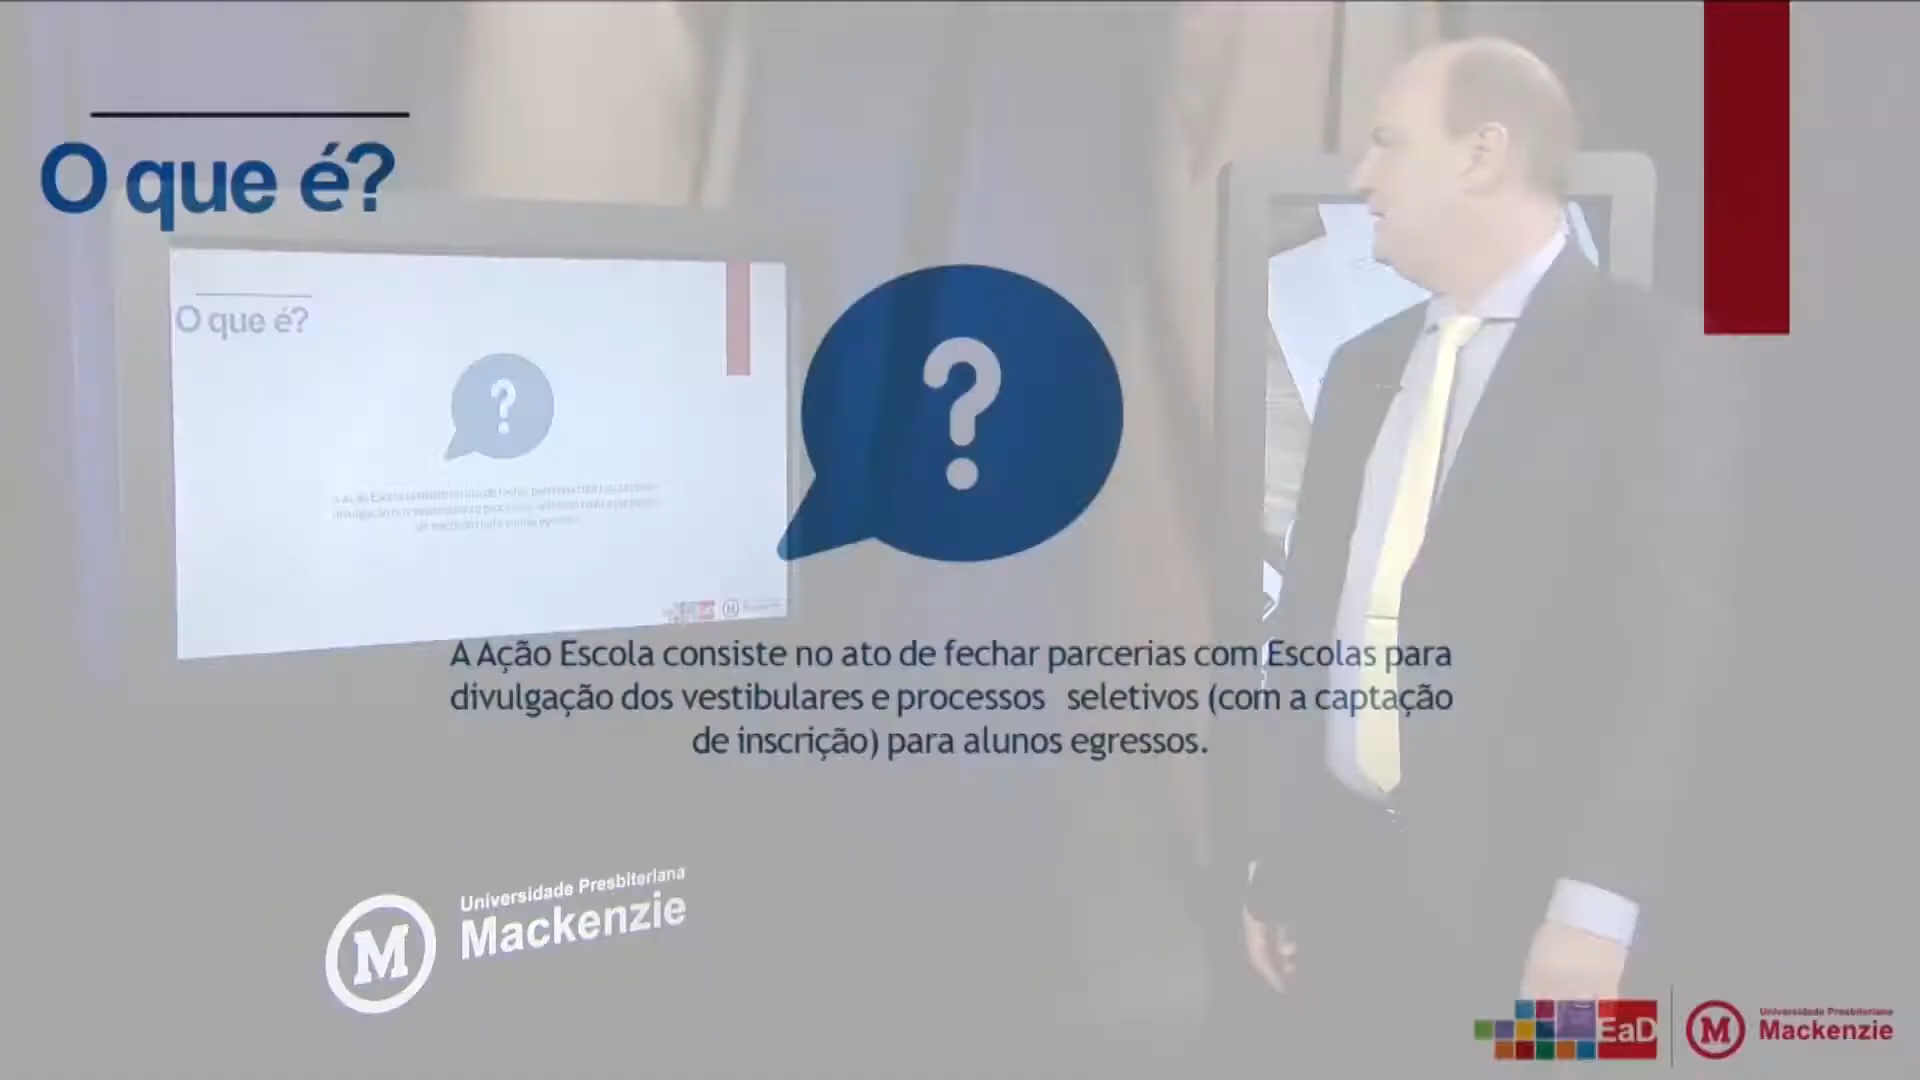 O que é?
O que é?
?
?
A Ação Escola consiste no ato de fechar parcerias com Escolas para
divulgação dos vestibulares e processos seletivos (com a captação
de inscrição) para alunos egressos.
M
Universidade Presbiteriana
Mackenzie
EaD
M
Universidade Presbiteriana
Mackenzie